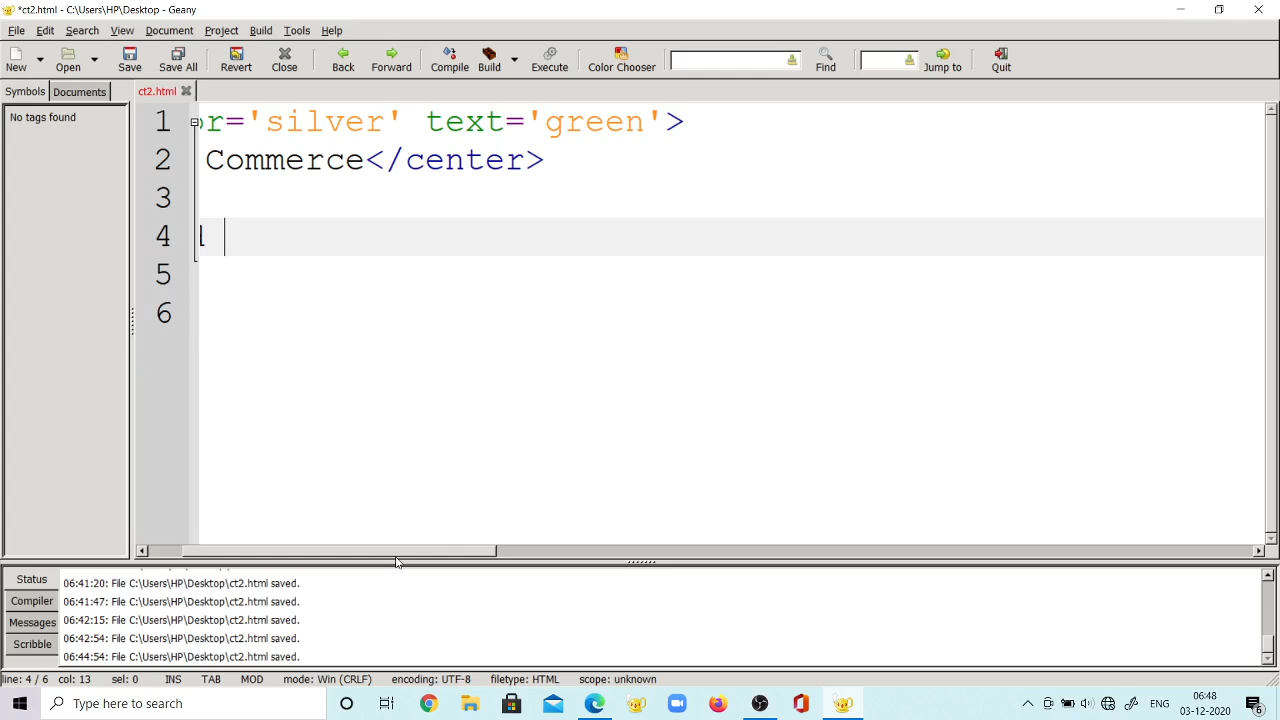 *ct2.html - C:\Users\HP\Desktop - Geany
File Edit Search View Document Project Build Tools Help
New Open Save Save All Revert Close Back Forward Compile Build Execute Color Chooser Find Jump to Quit
Symbols Documents ct2.html
No tags found
1 or='silver' text='green'>
2 Commerce</center>
3
4
5
6
Status
Compiler
Messages
Scribble
06:41:20: File C:\Users\HP\Desktop\ct2.html saved.
06:41:47: File C:\Users\HP\Desktop\ct2.html saved.
06:42:15: File C:\Users\HP\Desktop\ct2.html saved.
06:42:54: File C:\Users\HP\Desktop\ct2.html saved.
06:44:54: File C:\Users\HP\Desktop\ct2.html saved.
line: 4 / 6 col: 13 sel: 0 INS TAB MOD mode: Win (CRLF) encoding: UTF-8 filetype: HTML scope: unknown
Type here to search
ENG
06:48
03-12-2020
6